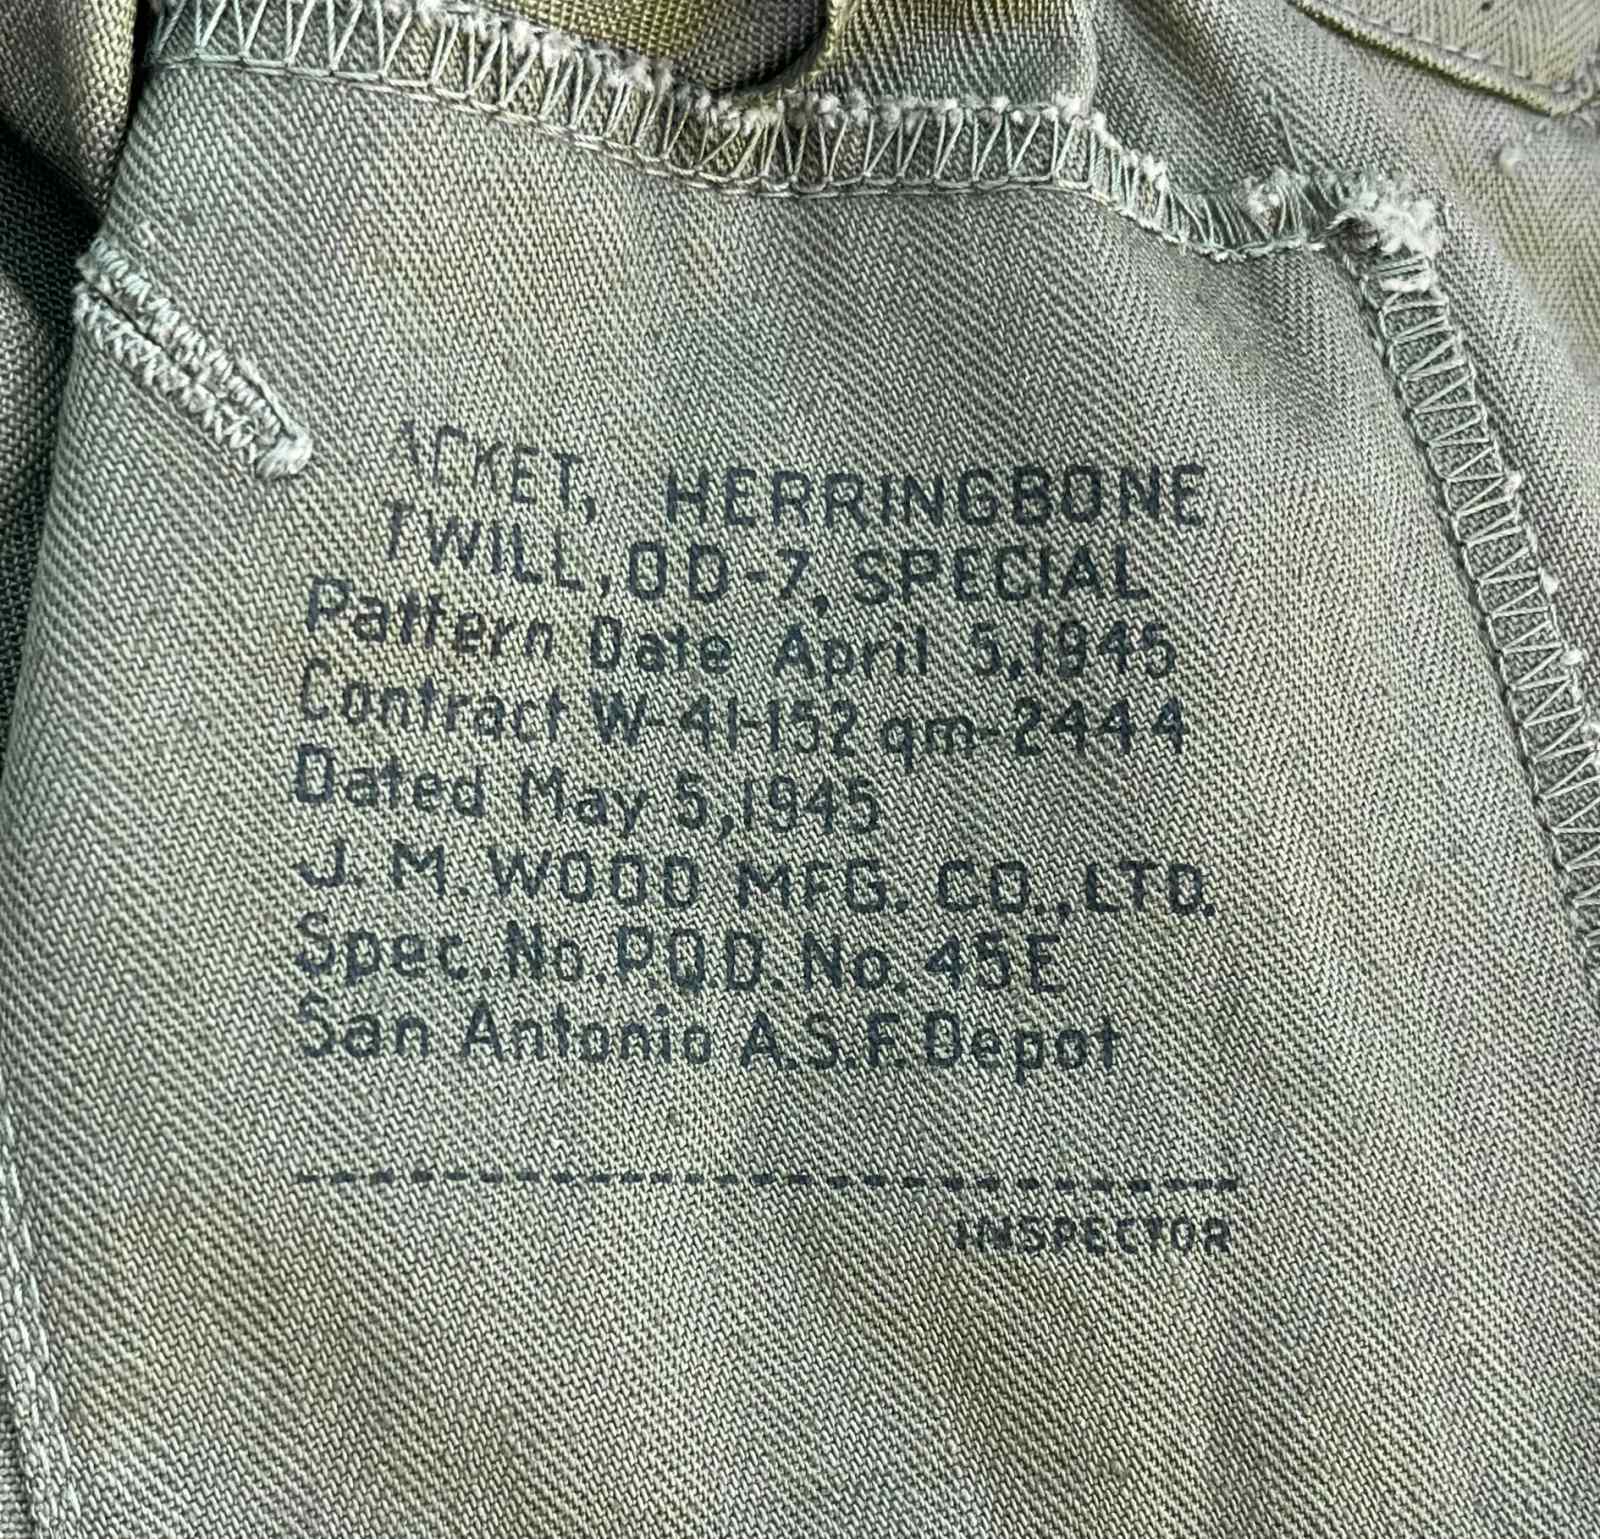 ACKET, HERRINGBONE
TWILL, OD-7, SPECIAL
Pattern Date April 5, 1945
Contract W-41-152 qm-2444
Dated May 5, 1945
J. M. WOOD MFG. CO., LTD.
Spec. No. P.Q.D. No. 45E
San Antonio A.S.F. Depot
INSPECTOR